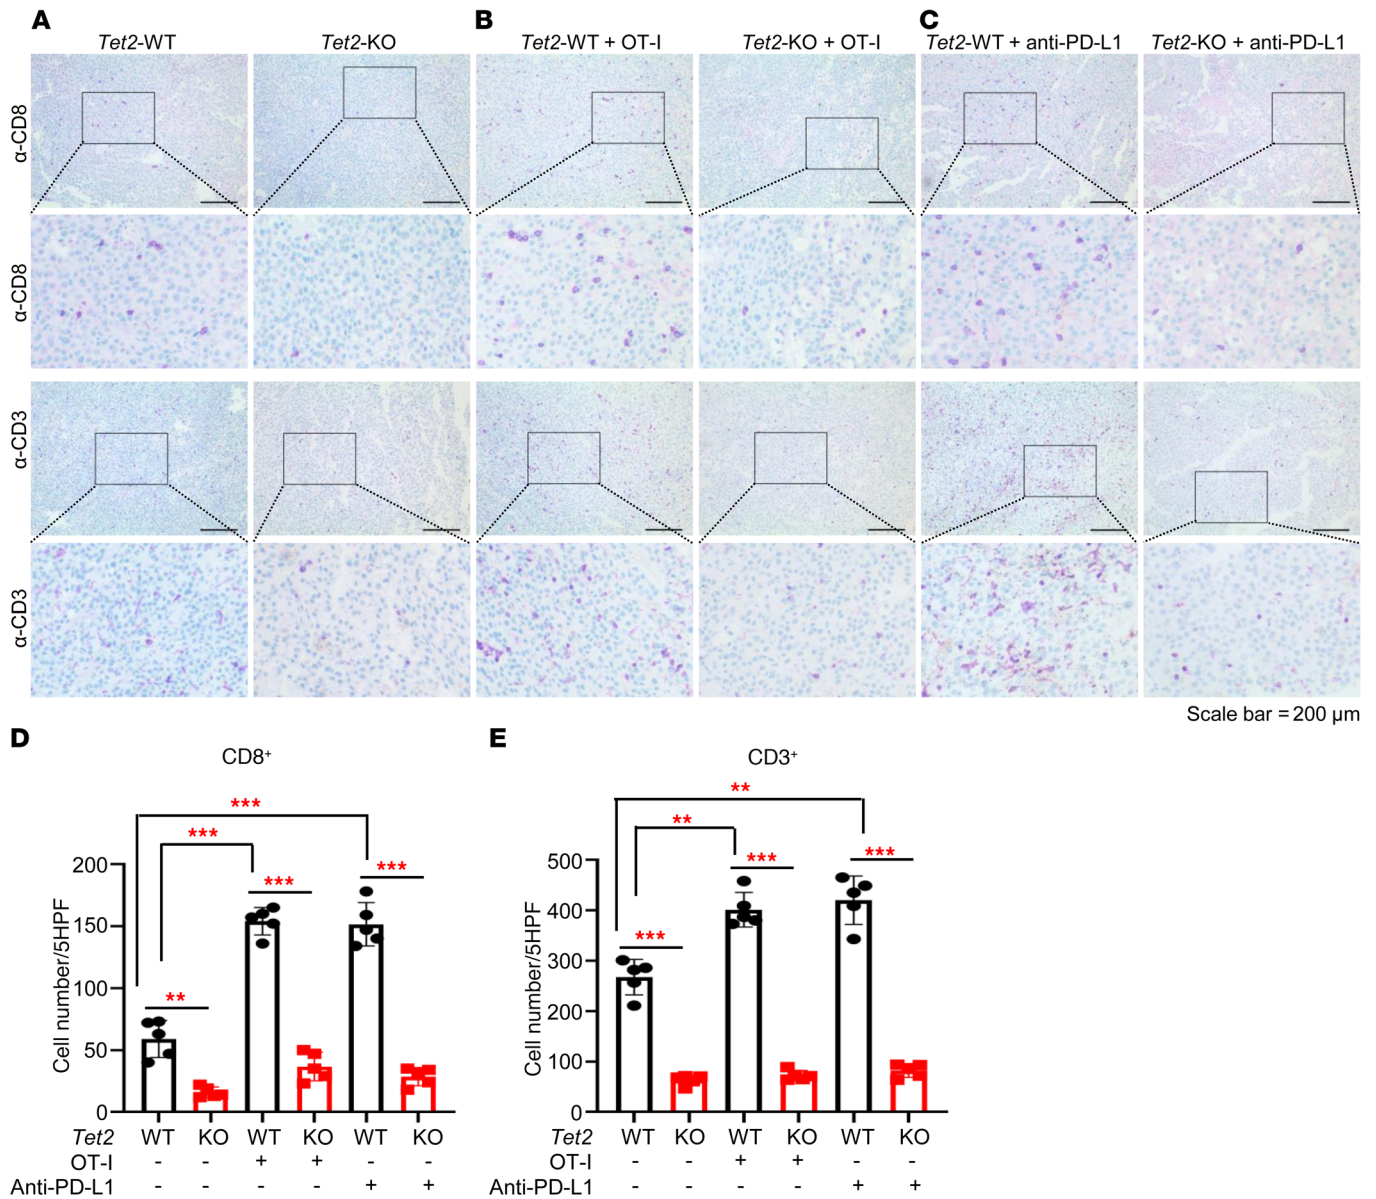 A
B
C
Tet2-WT
Tet2-KO
Tet2-WT + OT-I
Tet2-KO + OT-I
Tet2-WT + anti-PD-L1
Tet2-KO + anti-PD-L1
α-CD8
α-CD8
α-CD3
α-CD3
Scale bar = 200 µm
D
CD8+
***
***
***
***
**
Cell number/5HPF
200
150
100
50
0
Tet2 WT KO WT KO WT KO
OT-I - - + + - -
Anti-PD-L1 - - - - + +
E
CD3+
**
**
***
***
***
Cell number/5HPF
500
400
300
200
100
0
Tet2 WT KO WT KO WT KO
OT-I - - + + - -
Anti-PD-L1 - - - - + +